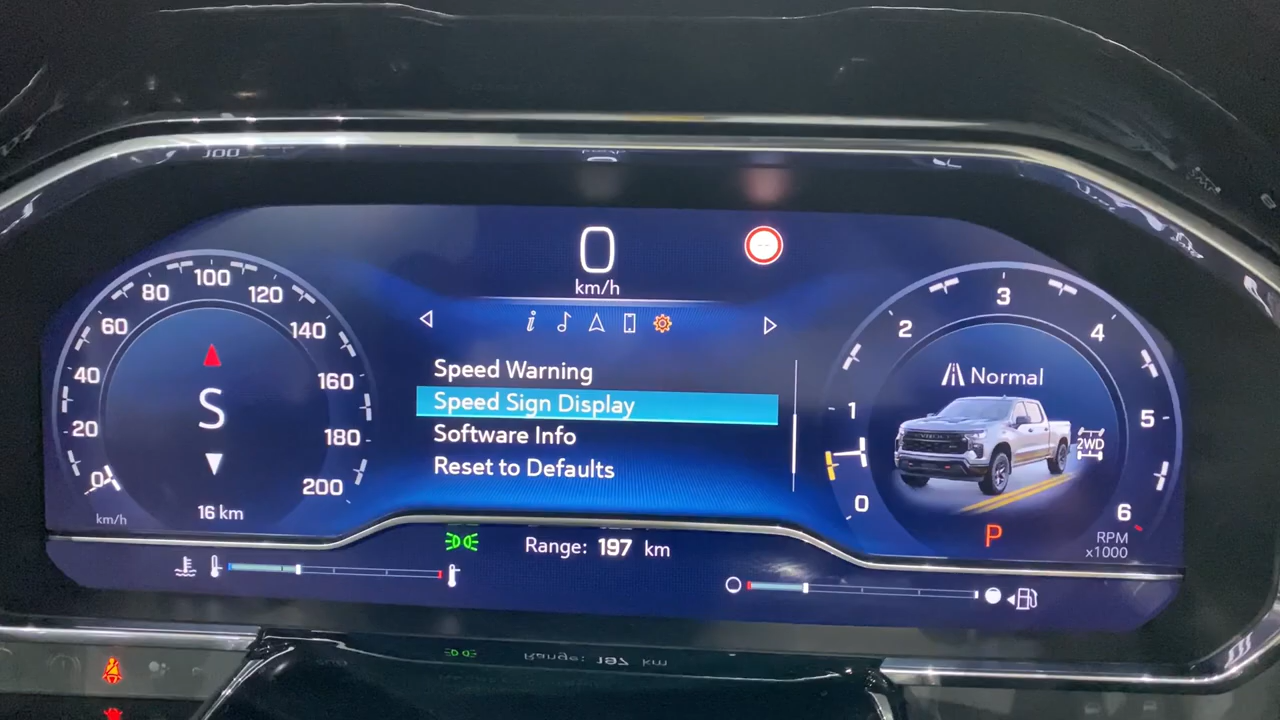 0
km/h
i
Speed Warning
Speed Sign Display
Software Info
Reset to Defaults
0
20
40
60
80
100
120
140
160
180
200
S
km/h
16 km
0
1
2
3
4
5
6
Normal
2WD
P
RPM
x1000
Range: 197 km